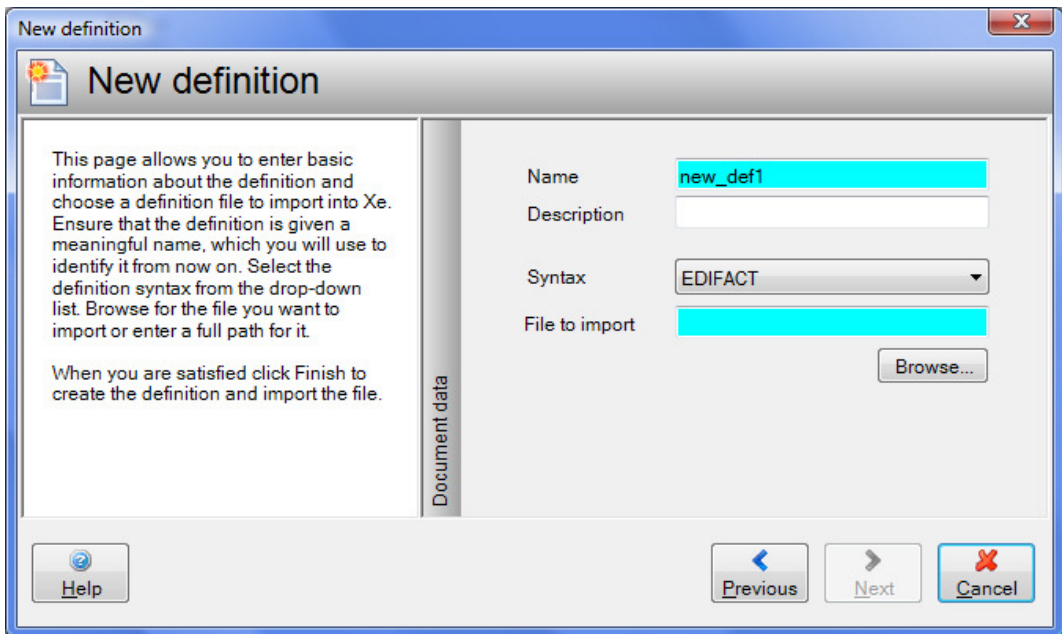 New definition
New definition
This page allows you to enter basic
information about the definition and
choose a definition file to import into Xe.
Ensure that the definition is given a
meaningful name, which you will use to
identify it from now on. Select the
definition syntax from the drop-down
list. Browse for the file you want to
import or enter a full path for it.
When you are satisfied click Finish to
create the definition and import the file.
Document data
Name new_def1
Description
Syntax EDIFACT
File to import
Browse...
Help
Previous
Next
Cancel